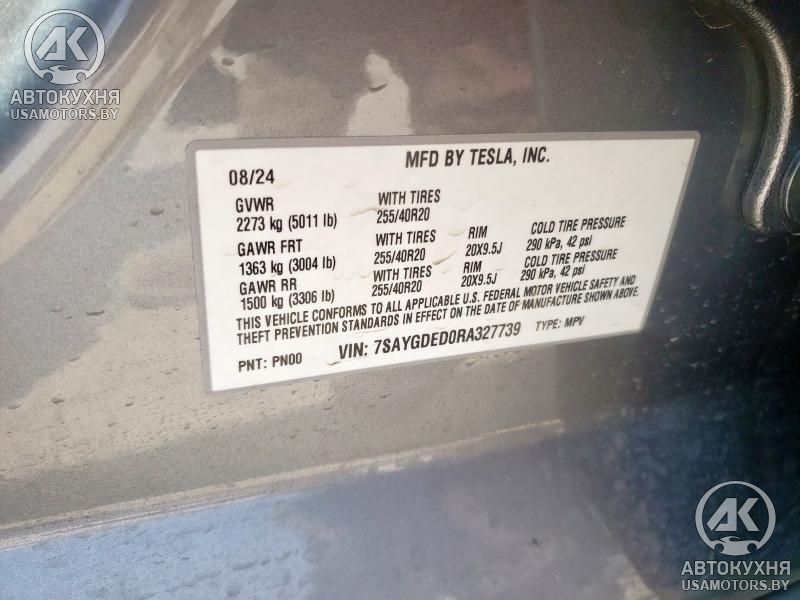 AK
АВТОКУХНЯ
USAMOTORS.BY
MFD BY TESLA, INC.
08/24
GVWR WITH TIRES
2273 kg (5011 lb) 255/40R20
GAWR FRT WITH TIRES RIM COLD TIRE PRESSURE
1363 kg (3004 lb) 255/40R20 20X9.5J 290 kPa, 42 psi
GAWR RR WITH TIRES RIM COLD TIRE PRESSURE
1500 kg (3306 lb) 255/40R20 20X9.5J 290 kPa, 42 psi
THIS VEHICLE CONFORMS TO ALL APPLICABLE U.S. FEDERAL MOTOR VEHICLE SAFETY AND
THEFT PREVENTION STANDARDS IN EFFECT ON THE DATE OF MANUFACTURE SHOWN ABOVE.
PNT: PN00 VIN: 7SAYGDED0RA327739 TYPE: MPV
AK
АВТОКУХНЯ
USAMOTORS.BY